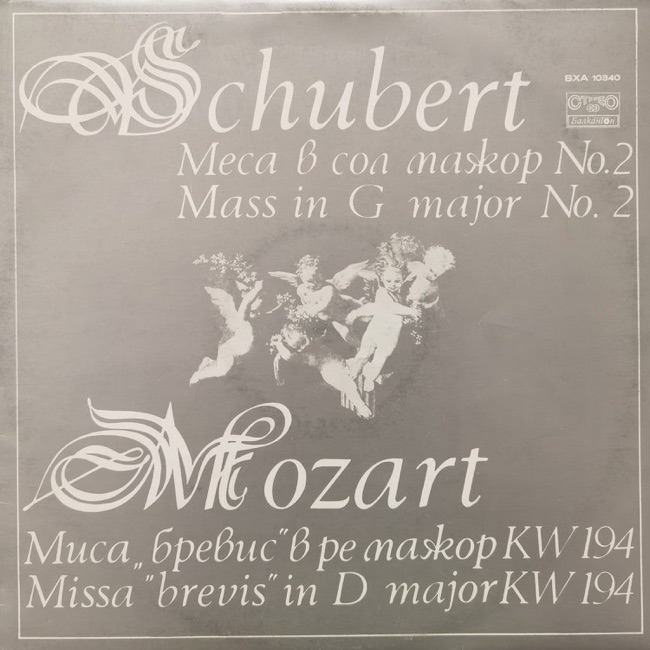 Schubert
BXA 10340
СТЕРЕО
Балкантон
Меса в сол мажор No.2
Mass in G major No. 2
Mozart
Миса „бревис" в ре мажор KW 194
Missa "brevis" in D major KW 194